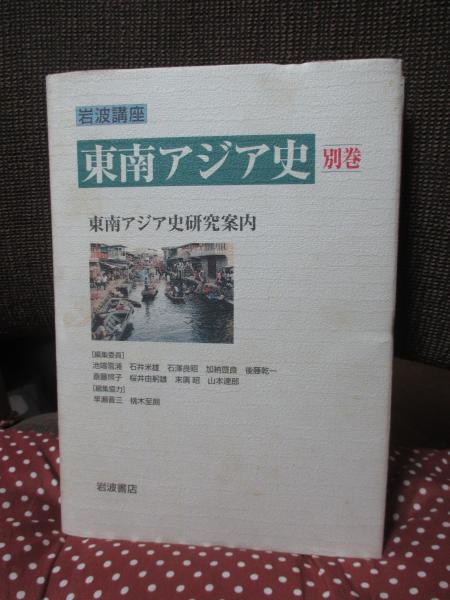 岩波講座
東南アジア史 別巻
東南アジア史研究案内
[編集委員]
池端雪浦 石井米雄 石澤良昭 加納啓良 後藤乾一
斎藤照子 桜井由躬雄 末廣昭 山本達郎
[編集協力]
早瀬晋三 桃木至朗
岩波書店